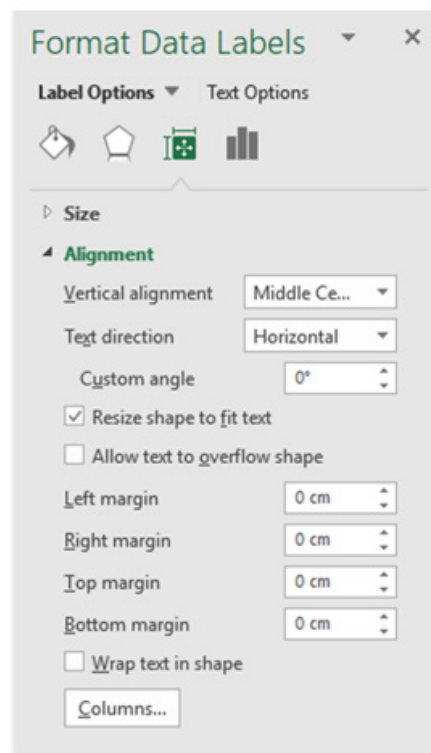 Format Data Labels
Label Options Text Options
Size
Alignment
Vertical alignment Middle Ce...
Text direction Horizontal
Custom angle 0°
Resize shape to fit text
Allow text to overflow shape
Left margin 0 cm
Right margin 0 cm
Top margin 0 cm
Bottom margin 0 cm
Wrap text in shape
Columns...